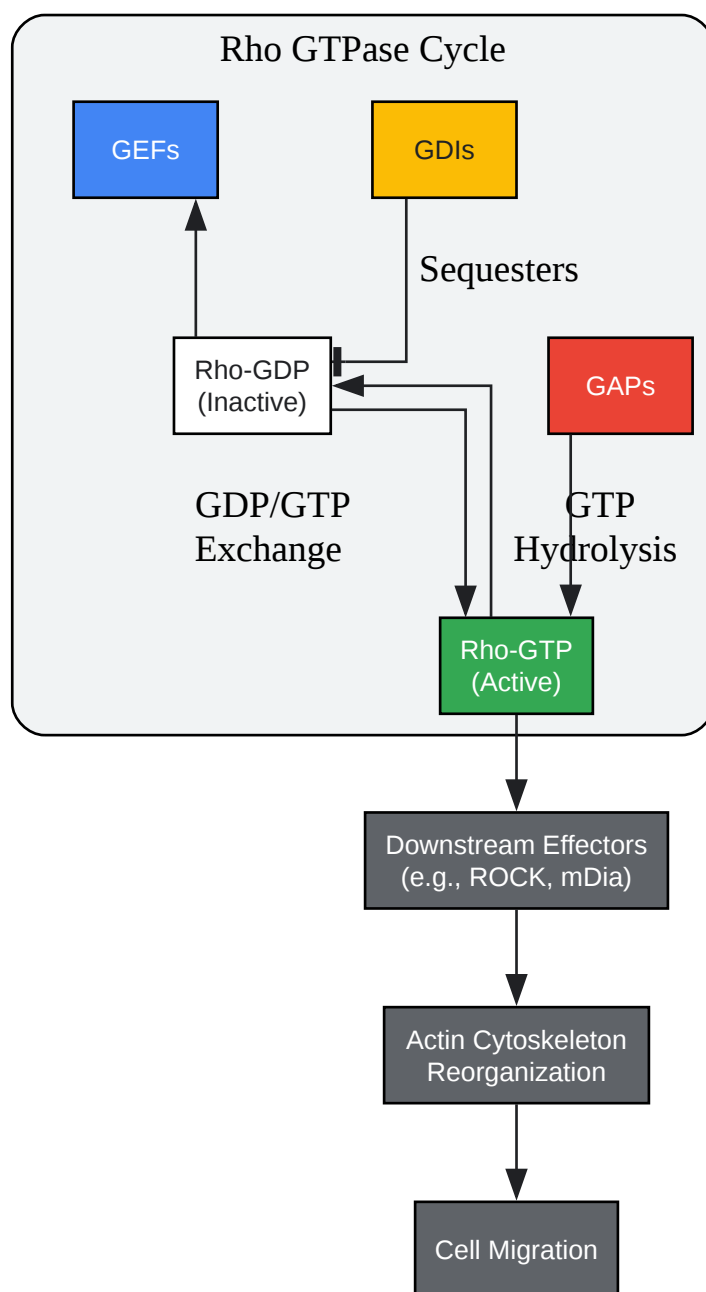 Rho GTPase Cycle
GEFs
GDIs
Sequesters
Rho-GDP
(Inactive)
GAPs
GDP/GTP
Exchange
GTP
Hydrolysis
Rho-GTP
(Active)
Downstream Effectors
(e.g., ROCK, mDia)
Actin Cytoskeleton
Reorganization
Cell Migration